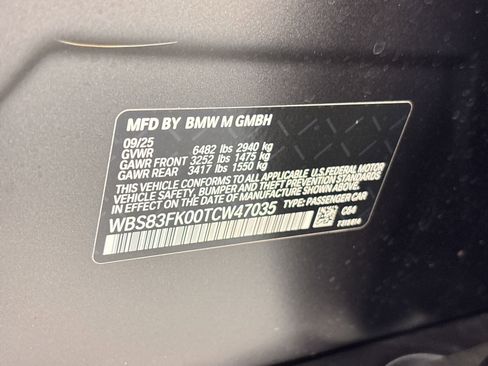 MFD BY BMW M GMBH
09/25
GVWR 6482 lbs 2940 kg
GAWR FRONT 3252 lbs 1475 kg
GAWR REAR 3417 lbs 1550 kg
THIS VEHICLE CONFORMS TO ALL APPLICABLE U.S. FEDERAL MOTOR
VEHICLE SAFETY, BUMPER AND THEFT PREVENTION STANDARDS
IN EFFECT ON THE DATE OF MANUFACTURE SHOWN ABOVE.
WBS83FK00TCW47035 TYPE: PASSENGER CAR
G94